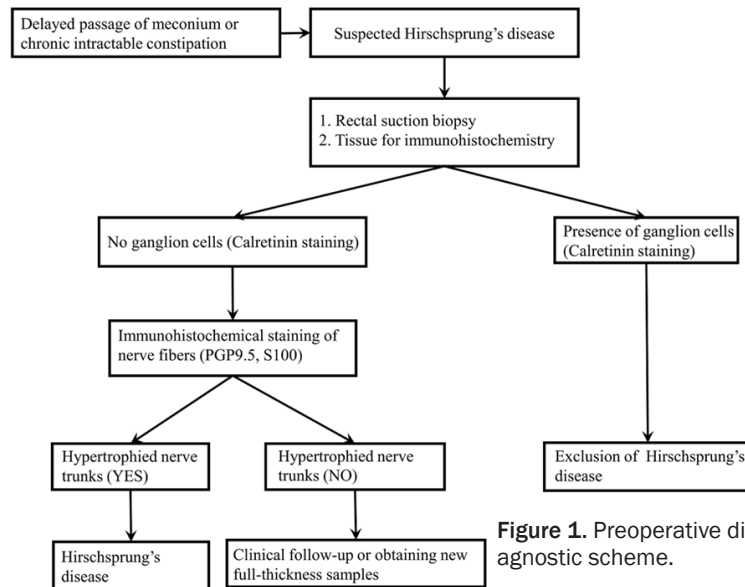 Delayed passage of meconium or
chronic intractable constipation
Suspected Hirschsprung's disease
1. Rectal suction biopsy
2. Tissue for immunohistochemistry
No ganglion cells (Calretinin staining)
Presence of ganglion cells
(Calretinin staining)
Immunohistochemical staining of
nerve fibers (PGP9.5, S100)
Hypertrophied nerve
trunks (YES)
Hypertrophied nerve
trunks (NO)
Exclusion of Hirschsprung's
disease
Hirschsprung's
disease
Clinical follow-up or obtaining new
full-thickness samples
Figure 1. Preoperative di
agnostic scheme.